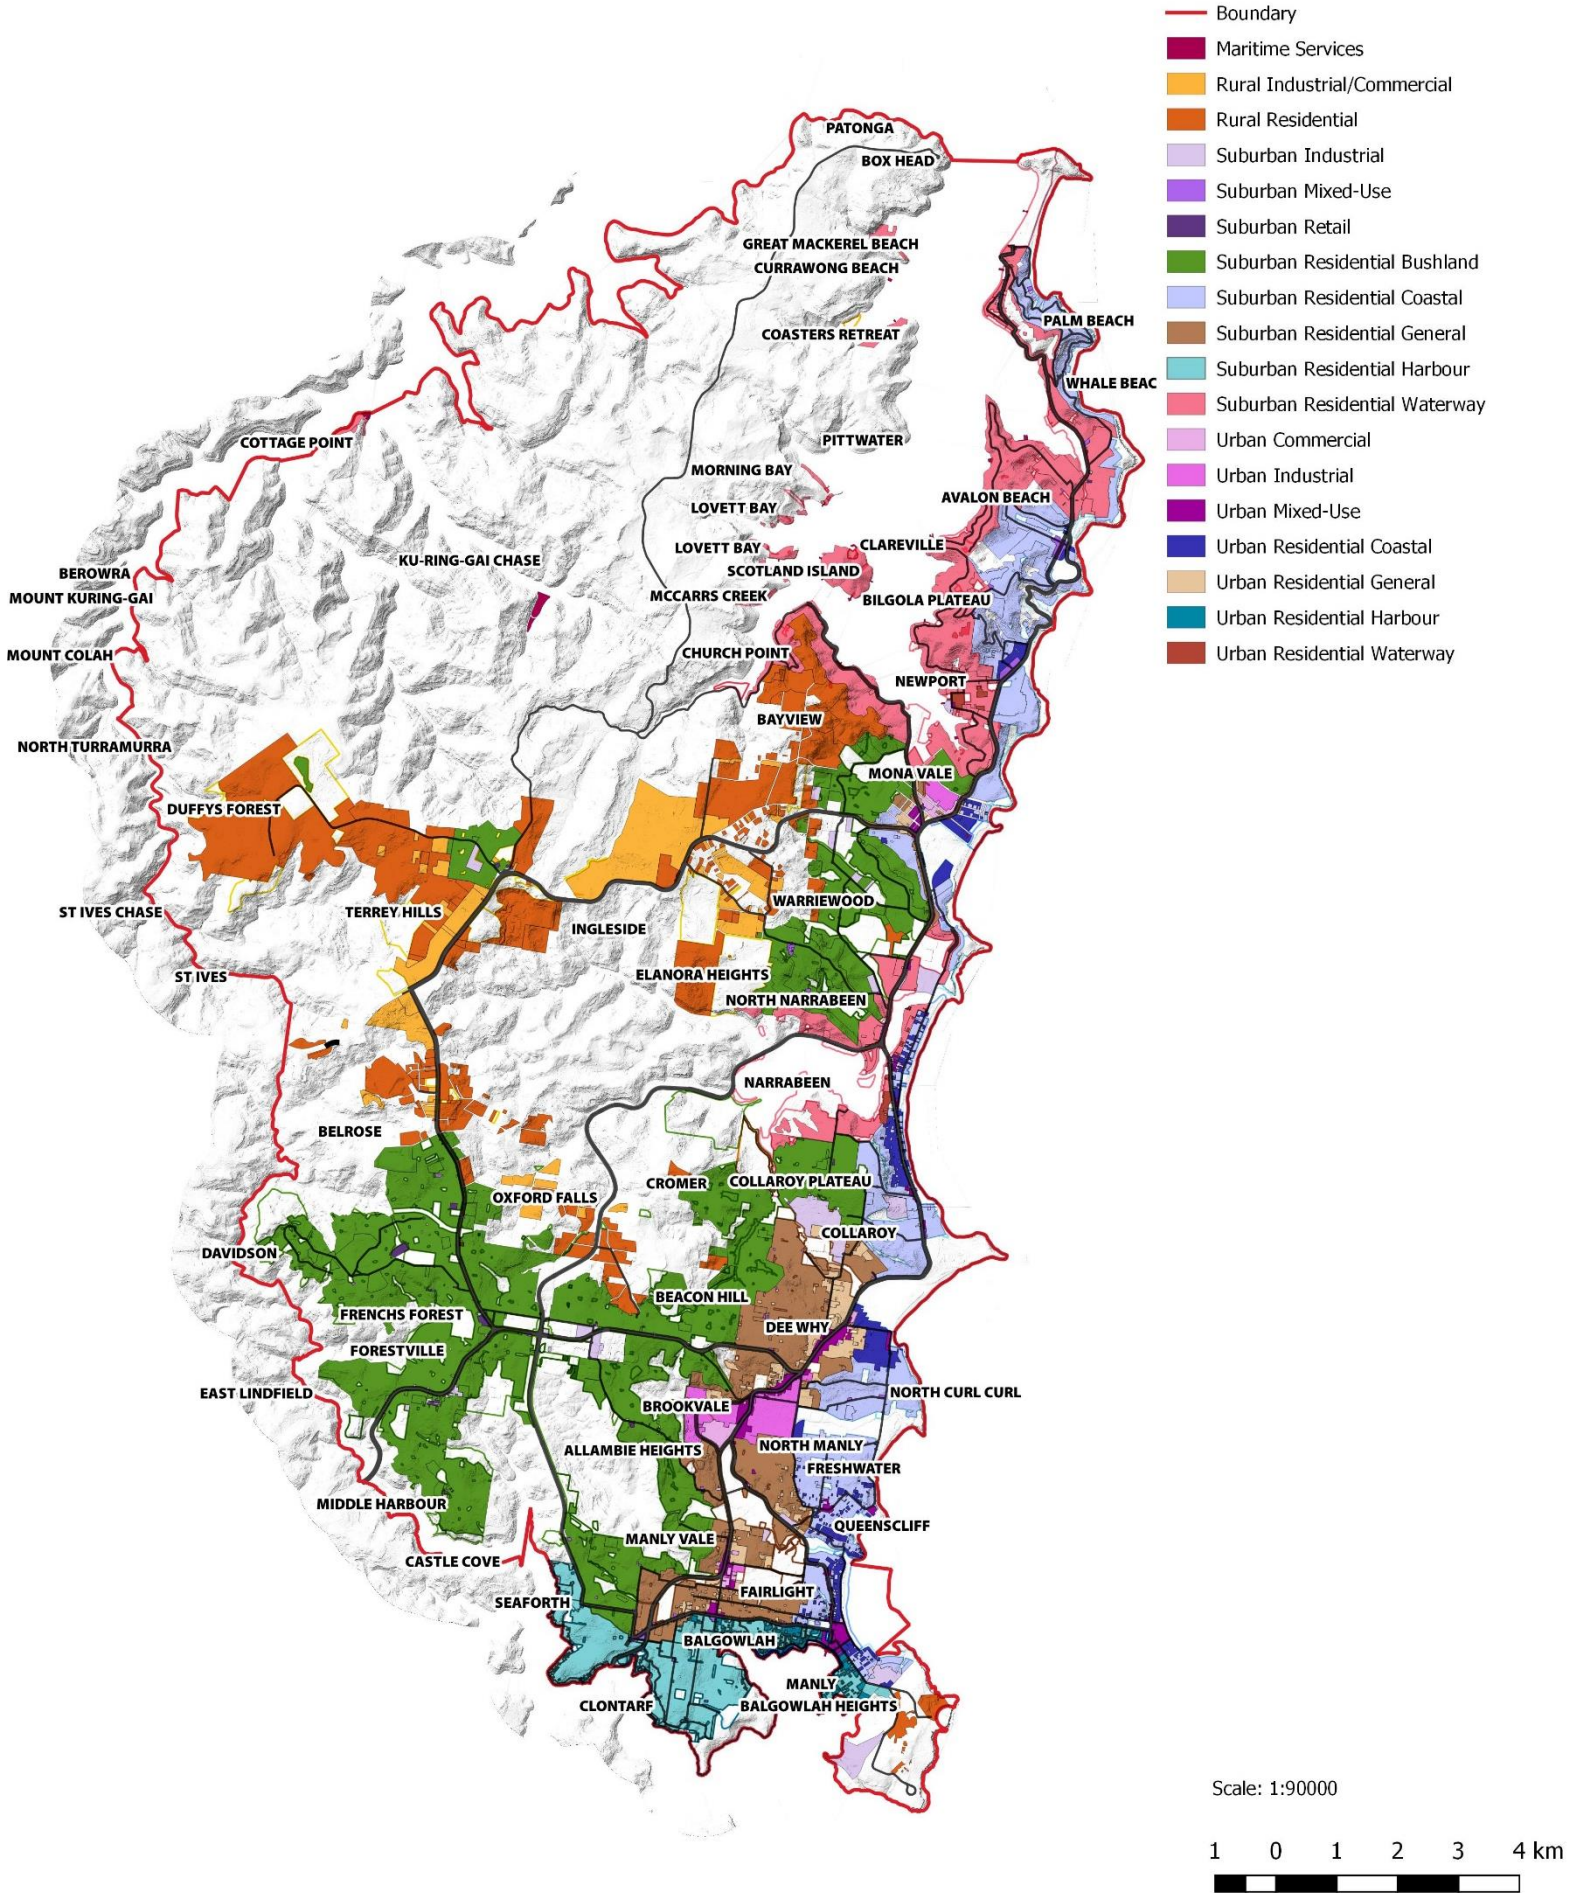 Boundary
Maritime Services
Rural Industrial/Commercial
Rural Residential
Suburban Industrial
Suburban Mixed-Use
Suburban Retail
Suburban Residential Bushland
Suburban Residential Coastal
Suburban Residential General
Suburban Residential Harbour
Suburban Residential Waterway
Urban Commercial
Urban Industrial
Urban Mixed-Use
Urban Residential Coastal
Urban Residential General
Urban Residential Harbour
Urban Residential Waterway
PATONGA
BOX HEAD
GREAT MACKEREL BEACH
CURRAWONG BEACH
PALM BEACH
COASTERS RETREAT
WHALE BEAC
COTTAGE POINT
PITTWATER
MORNING BAY
AVALON BEACH
LOVETT BAY
LOVETT BAY
CLAREVILLE
KU-RING-GAI CHASE
SCOTLAND ISLAND
BEROWRA
MOUNT KURING-GAI
MCCARRS CREEK
BILGOLA PLATEAU
MOUNT COLAH
CHURCH POINT
NEWPORT
BAYVIEW
NORTH TURRAMURRA
MONA VALE
DUFFYS FOREST
WARRIEWOOD
ST IVES CHASE
TERREY HILLS
INGLESIDE
ST IVES
ELANORA HEIGHTS
NORTH NARRABEEN
NARRABEEN
BELROSE
CROMER
COLLAROY PLATEAU
OXFORD FALLS
COLLAROY
DAVIDSON
BEACON HILL
FRENCHS FOREST
DEE WHY
FORESTVILLE
EAST LINDFIELD
NORTH CURL CURL
BROOKVALE
ALLAMBIE HEIGHTS
NORTH MANLY
FRESHWATER
MIDDLE HARBOUR
QUEENSCLIFF
MANLY VALE
CASTLE COVE
FAIRLIGHT
SEAFORTH
BALGOWLAH
MANLY
CLONTARF
BALGOWLAH HEIGHTS
Scale: 1:90000
1 0 1 2 3 4 km